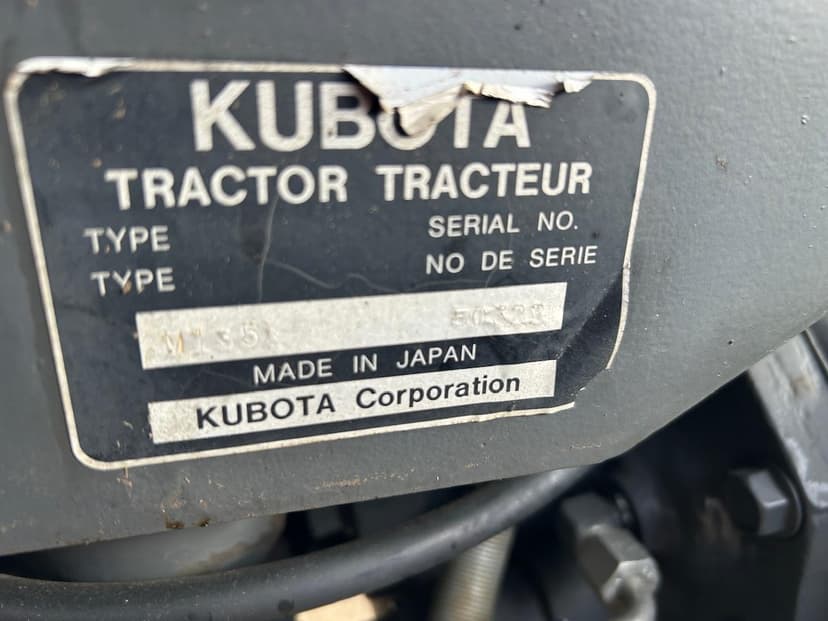 KUBOTA
TRACTOR TRACTEUR
TYPE SERIAL NO.
TYPE NO DE SERIE
MADE IN JAPAN
KUBOTA Corporation